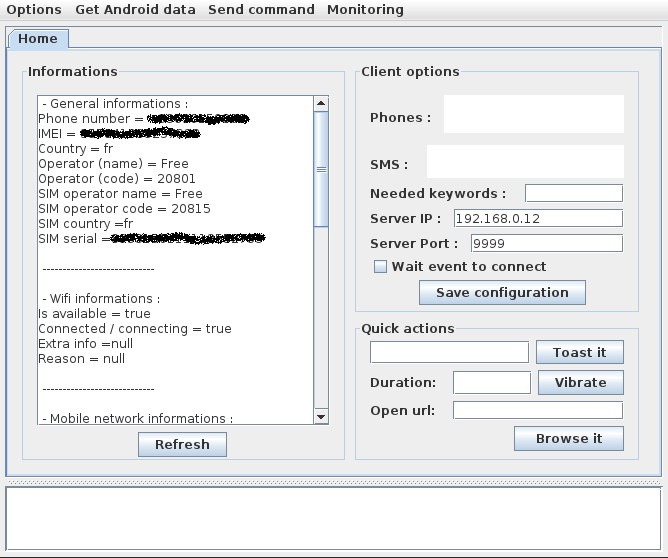 Options Get Android data Send command Monitoring
Home
Informations
- General informations :
Phone number =
IMEI =
Country = fr
Operator (name) = Free
Operator (code) = 20801
SIM operator name = Free
SIM operator code = 20815
SIM country =fr
SIM serial =
----------------------------
- Wifi informations :
Is available = true
Connected / connecting = true
Extra info =null
Reason = null
----------------------------
- Mobile network informations :
Refresh
Client options
Phones :
SMS :
Needed keywords :
Server IP : 192.168.0.12
Server Port : 9999
Wait event to connect
Save configuration
Quick actions
Toast it
Duration: Vibrate
Open url:
Browse it